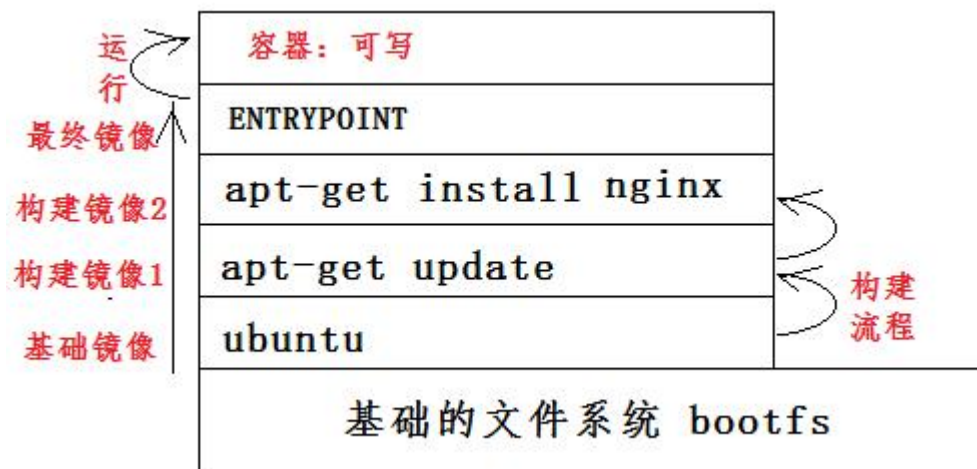 运行
容器：可写
最终镜像
ENTRYPOINT
构建镜像2
apt-get install nginx
构建镜像1
apt-get update
构建流程
基础镜像
ubuntu
基础的文件系统 bootfs